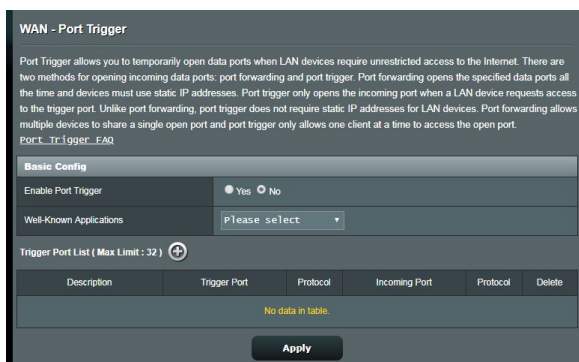 WAN - Port Trigger
Port Trigger allows you to temporarily open data ports when LAN devices require unrestricted access to the Internet. There are
two methods for opening incoming data ports: port forwarding and port trigger. Port forwarding opens the specified data ports all
the time and devices must use static IP addresses. Port trigger only opens the incoming port when a LAN device requests access
to the trigger port. Unlike port forwarding, port trigger does not require static IP addresses for LAN devices. Port forwarding allows
multiple devices to share a single open port and port trigger only allows one client at a time to access the open port.
Port Trigger FAQ
Basic Config
Enable Port Trigger Yes No
Well-Known Applications Please select
Trigger Port List ( Max Limit : 32 )
Description Trigger Port Protocol Incoming Port Protocol Delete
No data in table.
Apply